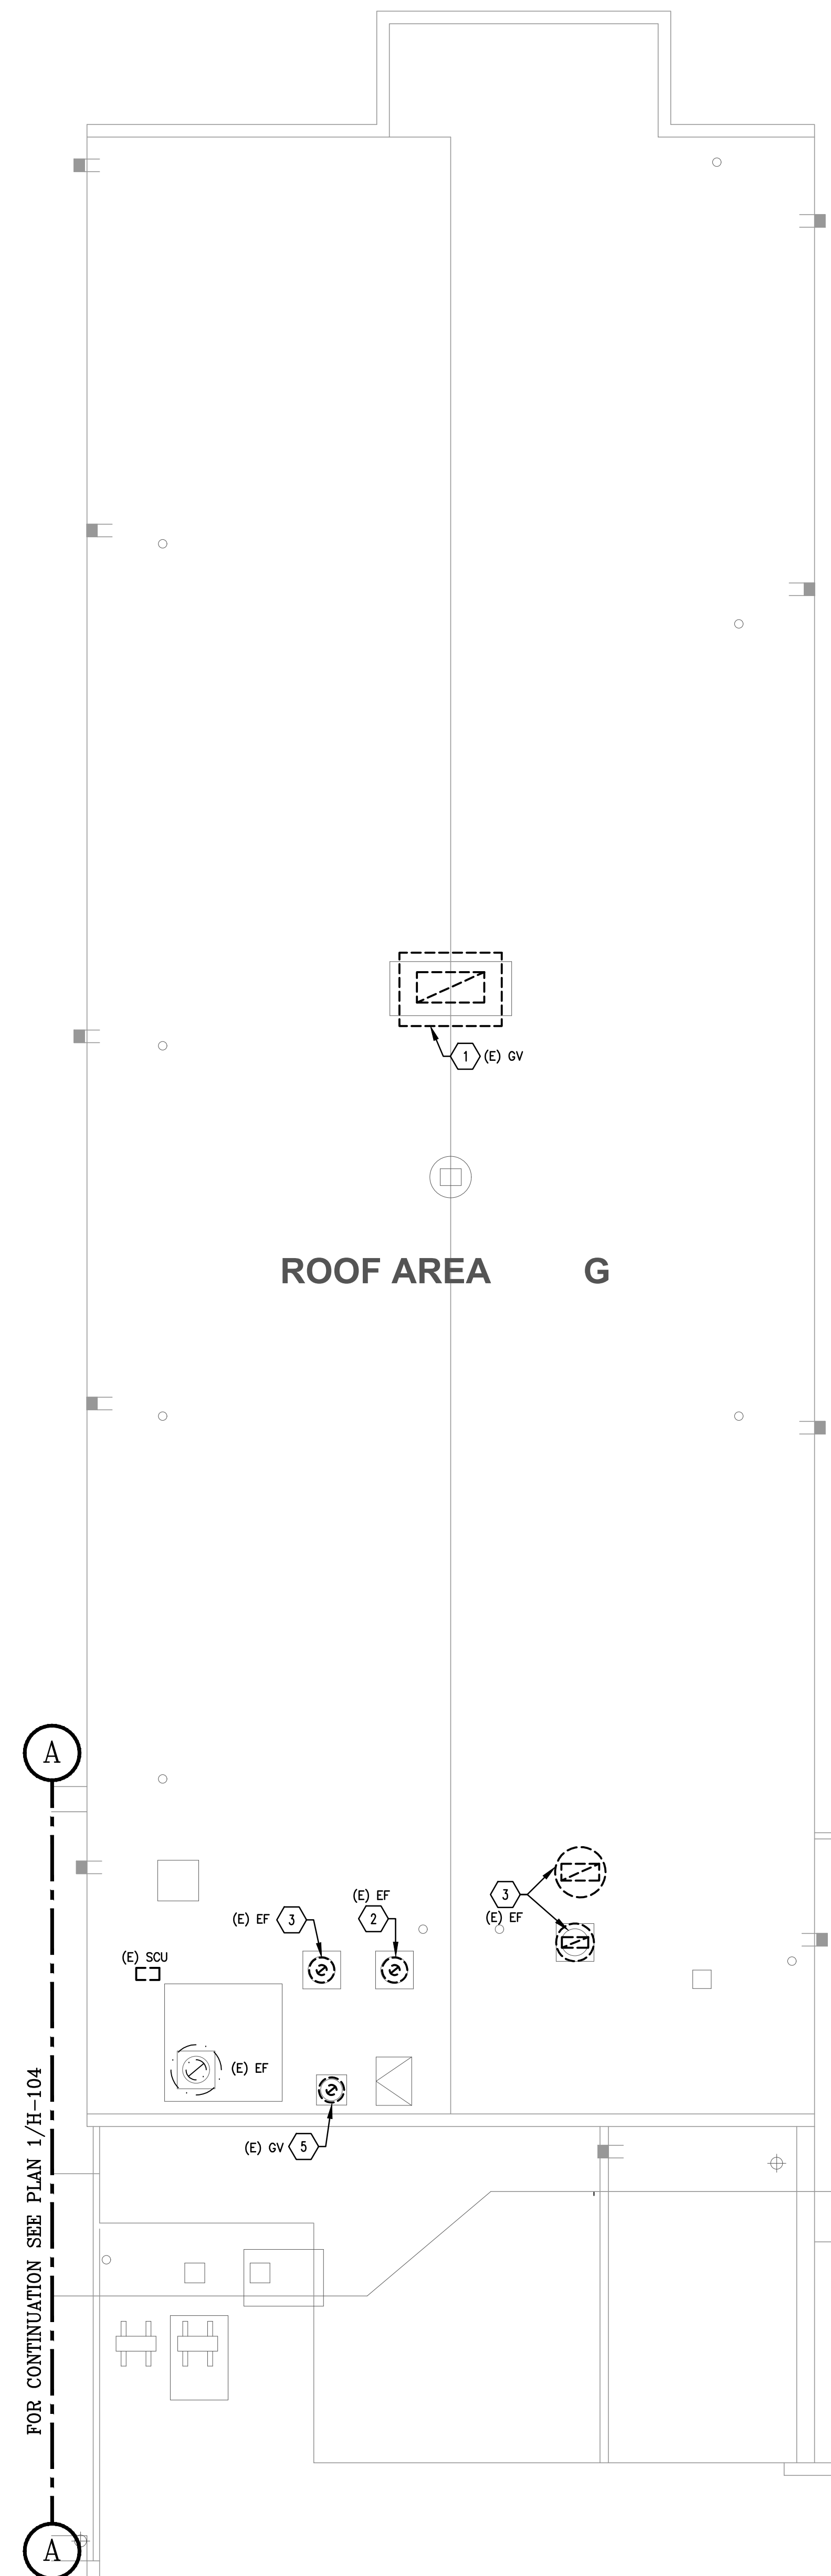 1 (E) GV
ROOF AREA G
A
(E) EF
(E) EF 3
2
3
(E) EF
(E) SCU
(E) EF
(E) GV 5
FOR CONTINUATION SEE PLAN 1/H-104
A